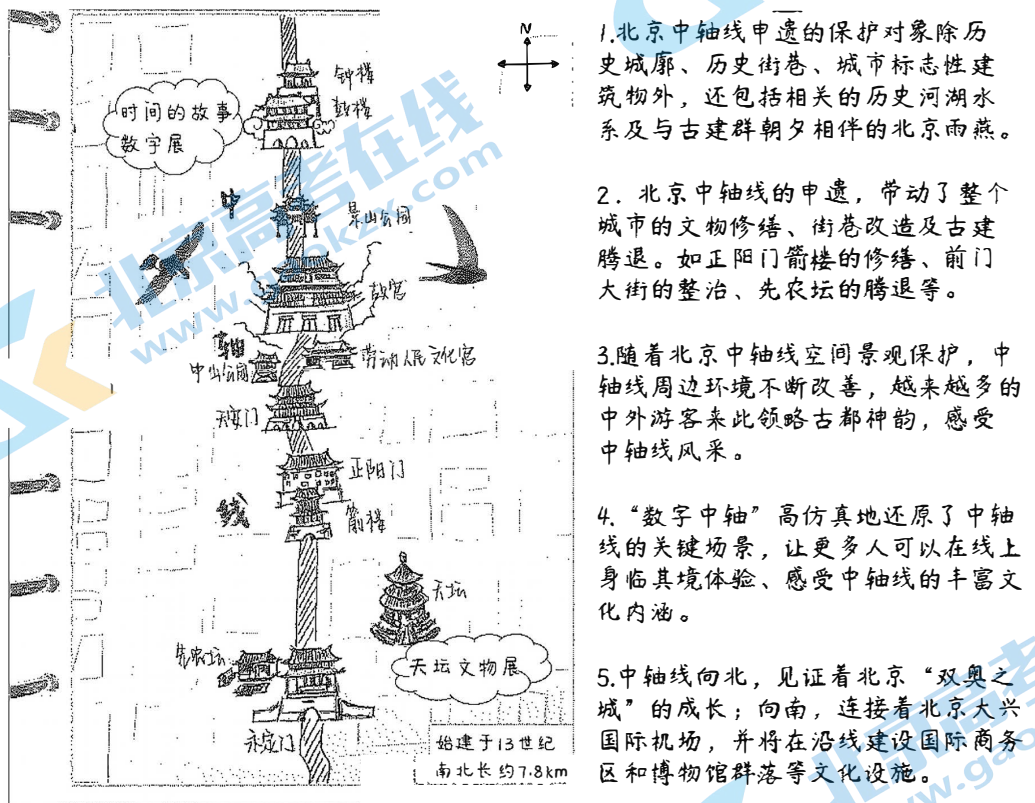 N
钟楼
鼓楼
时间的故事
数字展
中
景山公园
故宫
轴
中山公园
劳动人民文化宫
天安门
正阳门
线
箭楼
天坛
先农坛
天坛文物展
永定门
始建于13世纪
南北长约7.8km
1.北京中轴线申遗的保护对象除历
史城廓、历史街巷、城市标志性建
筑物外，还包括相关的历史河湖水
系及与古建群朝夕相伴的北京雨燕。
2. 北京中轴线的申遗，带动了整个
城市的文物修缮、街巷改造及古建
腾退。如正阳门箭楼的修缮、前门
大街的整治、先农坛的腾退等。
3.随着北京中轴线空间景观保护，中
轴线周边环境不断改善，越来越多的
中外游客来此领略古都神韵，感受
中轴线风采。
4.“数字中轴”高仿真地还原了中轴
线的关键场景，让更多人可以在线上
身临其境体验、感受中轴线的丰富文
化内涵。
5.中轴线向北，见证着北京“双奥之
城”的成长；向南，连接着北京大兴
国际机场，并将在沿线建设国际商务
区和博物馆群落等文化设施。
北京高考在线
www.gaokzx.com